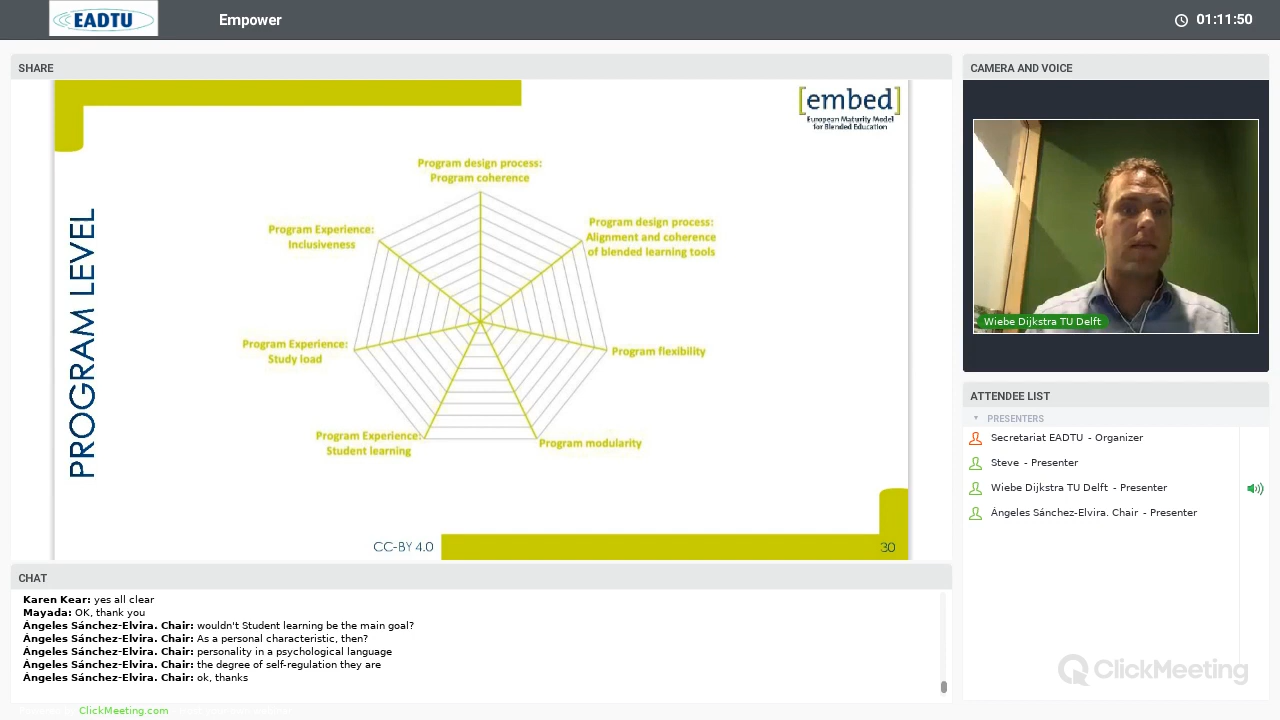 EADTU
Empower
01:11:50
SHARE
CAMERA AND VOICE
[embed]
European Maturity Model
for Blended Education
PROGRAM LEVEL
Program design process:
Program coherence
Program design process:
Alignment and coherence
of blended learning tools
Program Experience:
Inclusiveness
Program Experience:
Study load
Program flexibility
Program Experience:
Student learning
Program modularity
CC-BY 4.0
30
Wiebe Dijkstra TU Delft
ATTENDEE LIST
PRESENTERS
Secretariat EADTU - Organizer
Steve - Presenter
Wiebe Dijkstra TU Delft - Presenter
Ángeles Sánchez-Elvira. Chair - Presenter
CHAT
Karen Kear: yes all clear
Mayada: OK, thank you
Ángeles Sánchez-Elvira. Chair: wouldn't Student learning be the main goal?
Ángeles Sánchez-Elvira. Chair: As a personal characteristic, then?
Ángeles Sánchez-Elvira. Chair: personality in a psychological language
Ángeles Sánchez-Elvira. Chair: the degree of self-regulation they are
Ángeles Sánchez-Elvira. Chair: ok, thanks
ClickMeeting
ClickMeeting.com